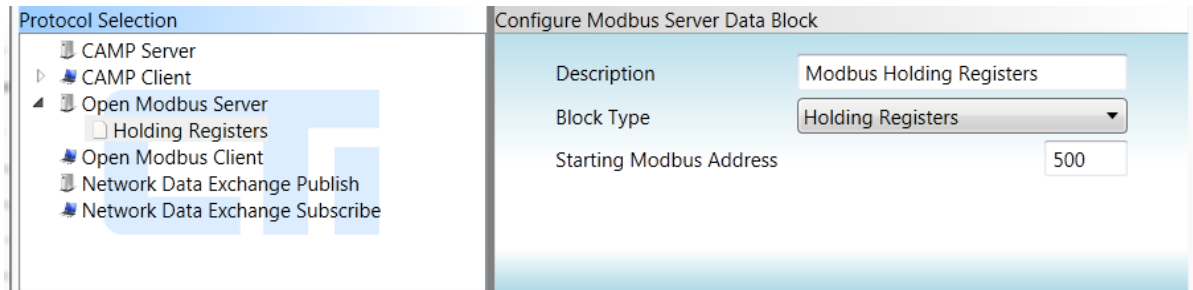 Protocol Selection
CAMP Server
CAMP Client
Open Modbus Server
Holding Registers
Open Modbus Client
Network Data Exchange Publish
Network Data Exchange Subscribe
Configure Modbus Server Data Block
Description Modbus Holding Registers
Block Type Holding Registers
Starting Modbus Address 500